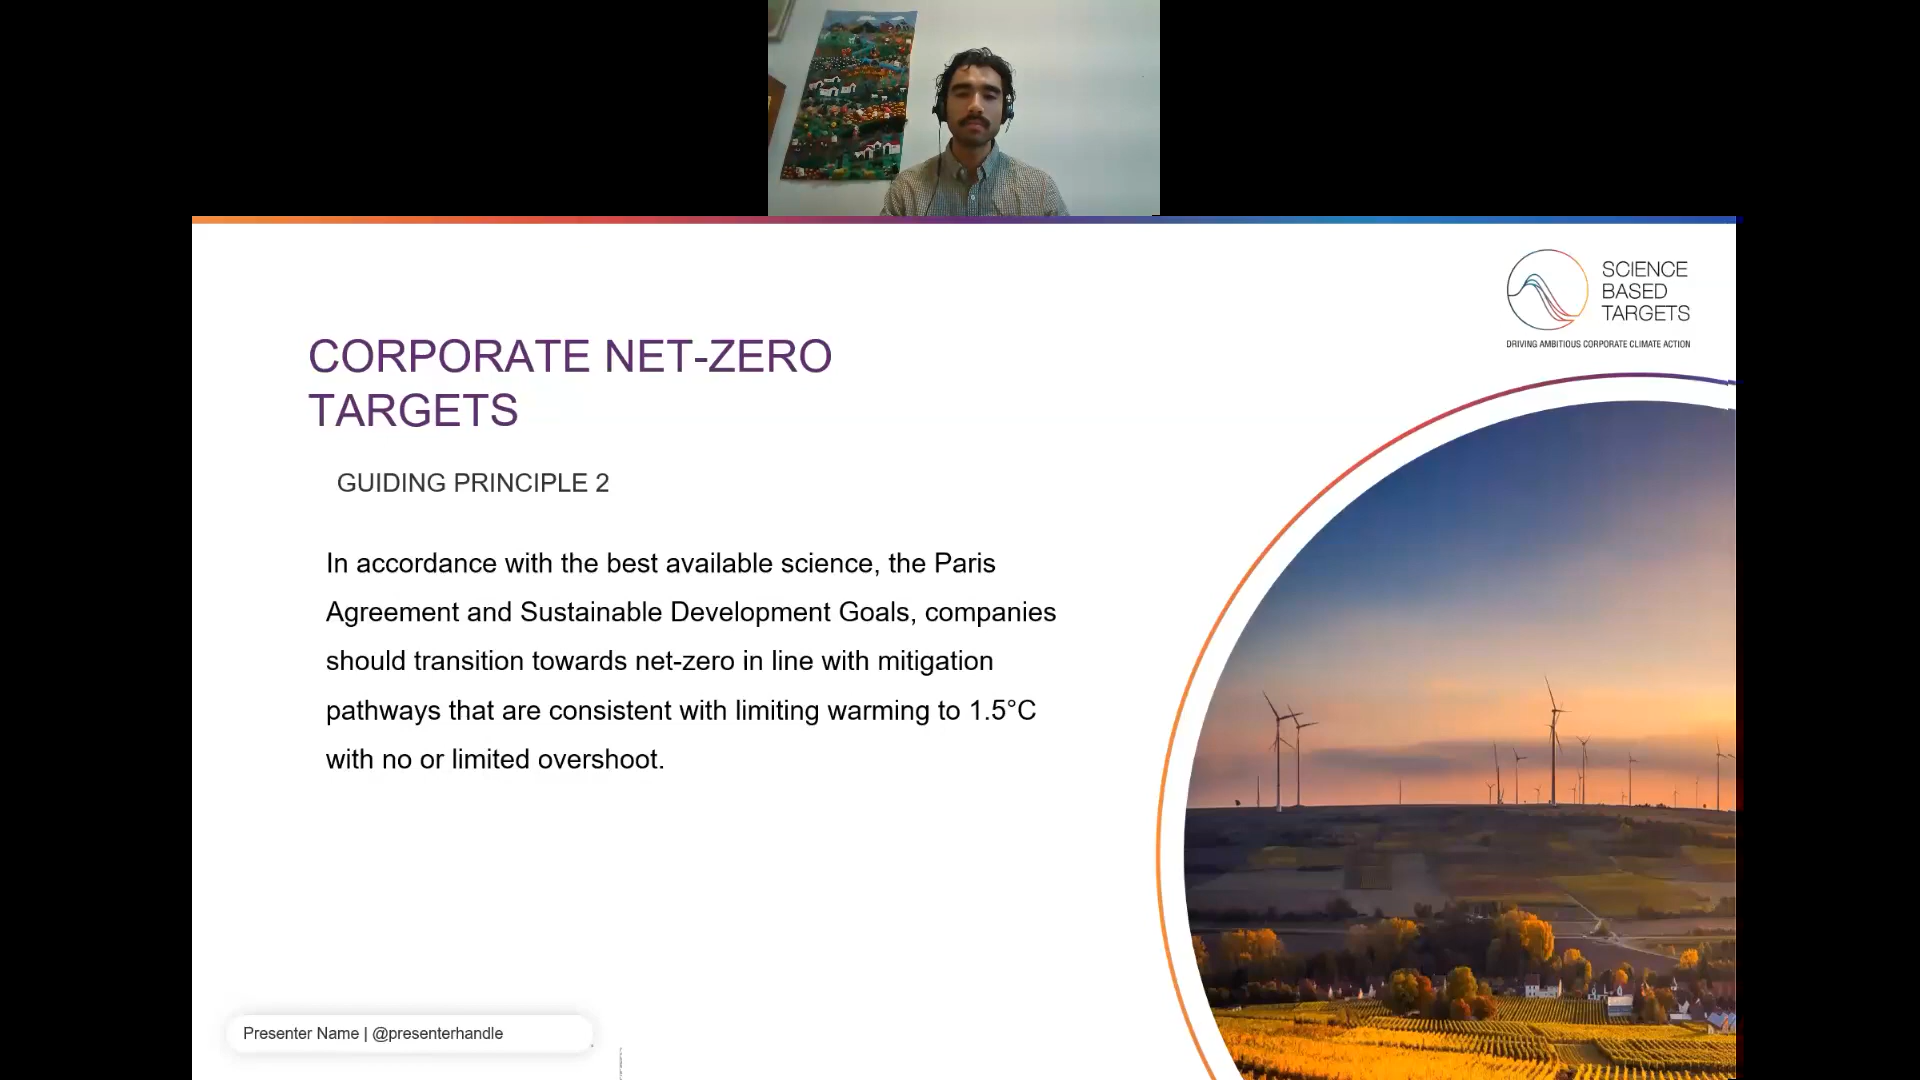 SCIENCE
BASED
TARGETS
DRIVING AMBITIOUS CORPORATE CLIMATE ACTION
CORPORATE NET-ZERO
TARGETS
GUIDING PRINCIPLE 2
In accordance with the best available science, the Paris
Agreement and Sustainable Development Goals, companies
should transition towards net-zero in line with mitigation
pathways that are consistent with limiting warming to 1.5°C
with no or limited overshoot.
Presenter Name | @presenterhandle